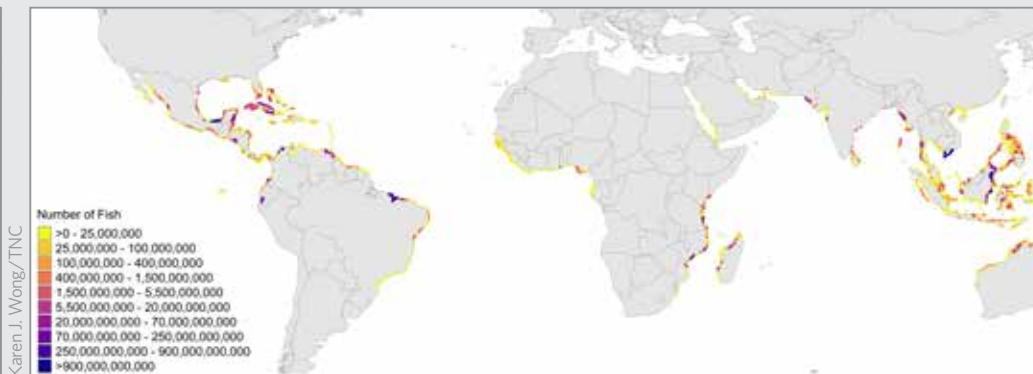 Karen J. Wong/TNC
Number of Fish
>0 - 25,000,000
25,000,000 - 100,000,000
100,000,000 - 400,000,000
400,000,000 - 1,500,000,000
1,500,000,000 - 5,500,000,000
5,500,000,000 - 20,000,000,000
20,000,000,000 - 70,000,000,000
70,000,000,000 - 250,000,000,000
250,000,000,000 - 900,000,000,000
>900,000,000,000